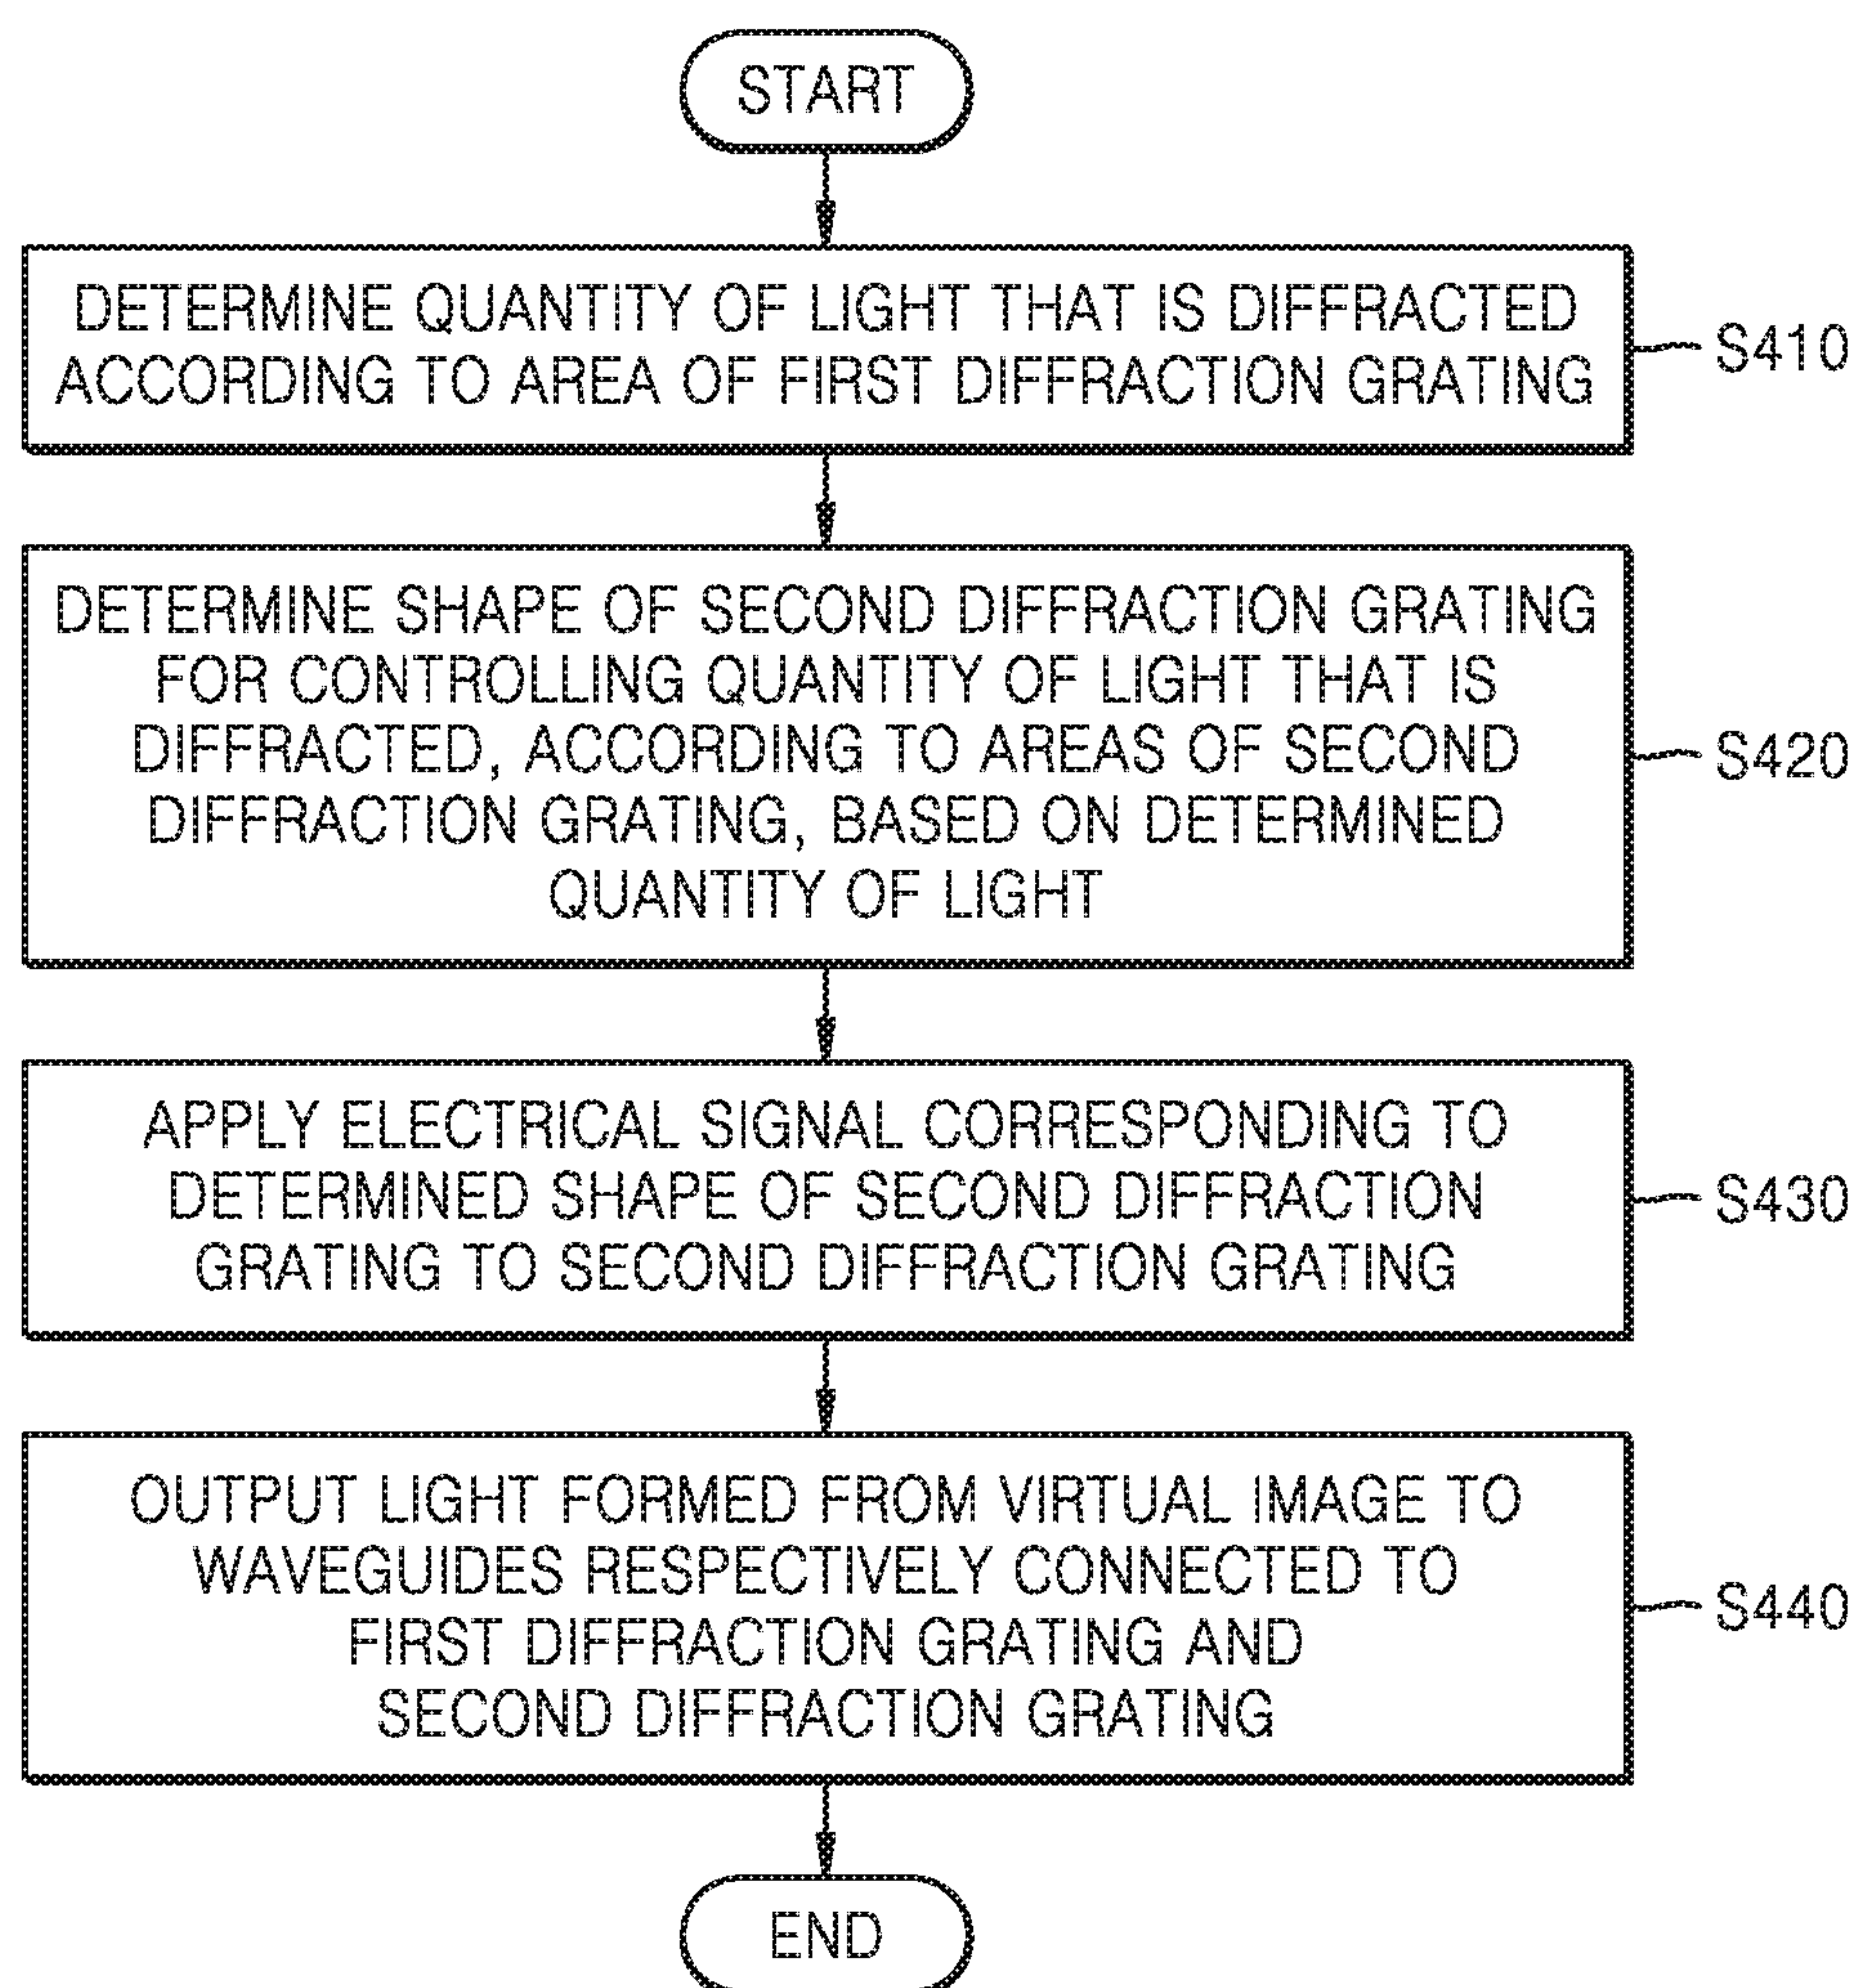 START
DETERMINE QUANTITY OF LIGHT THAT IS DIFFRACTED
ACCORDING TO AREA OF FIRST DIFFRACTION GRATING
S410
DETERMINE SHAPE OF SECOND DIFFRACTION GRATING
FOR CONTROLLING QUANTITY OF LIGHT THAT IS
DIFFRACTED, ACCORDING TO AREAS OF SECOND
DIFFRACTION GRATING, BASED ON DETERMINED
QUANTITY OF LIGHT
S420
APPLY ELECTRICAL SIGNAL CORRESPONDING TO
DETERMINED SHAPE OF SECOND DIFFRACTION
GRATING TO SECOND DIFFRACTION GRATING
S430
OUTPUT LIGHT FORMED FROM VIRTUAL IMAGE TO
WAVEGUIDES RESPECTIVELY CONNECTED TO
FIRST DIFFRACTION GRATING AND
SECOND DIFFRACTION GRATING
S440
END